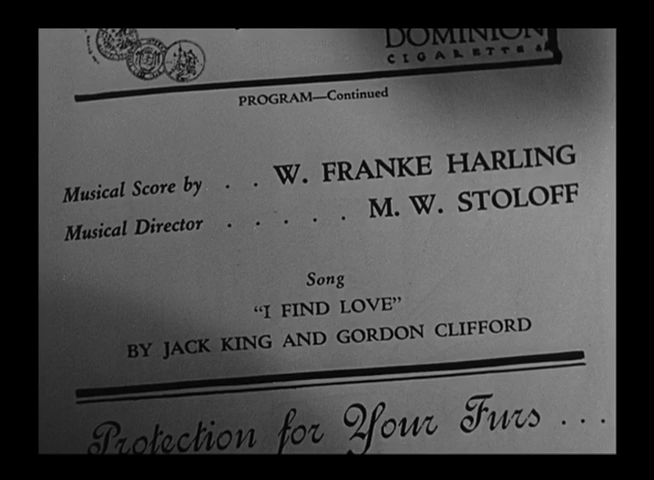 DOMINION
CIGARETTES
PROGRAM—Continued
Musical Score by . . W. FRANKE HARLING
Musical Director . . . . . M. W. STOLOFF
Song
“I FIND LOVE”
BY JACK KING AND GORDON CLIFFORD
Protection for Your Furs . . .